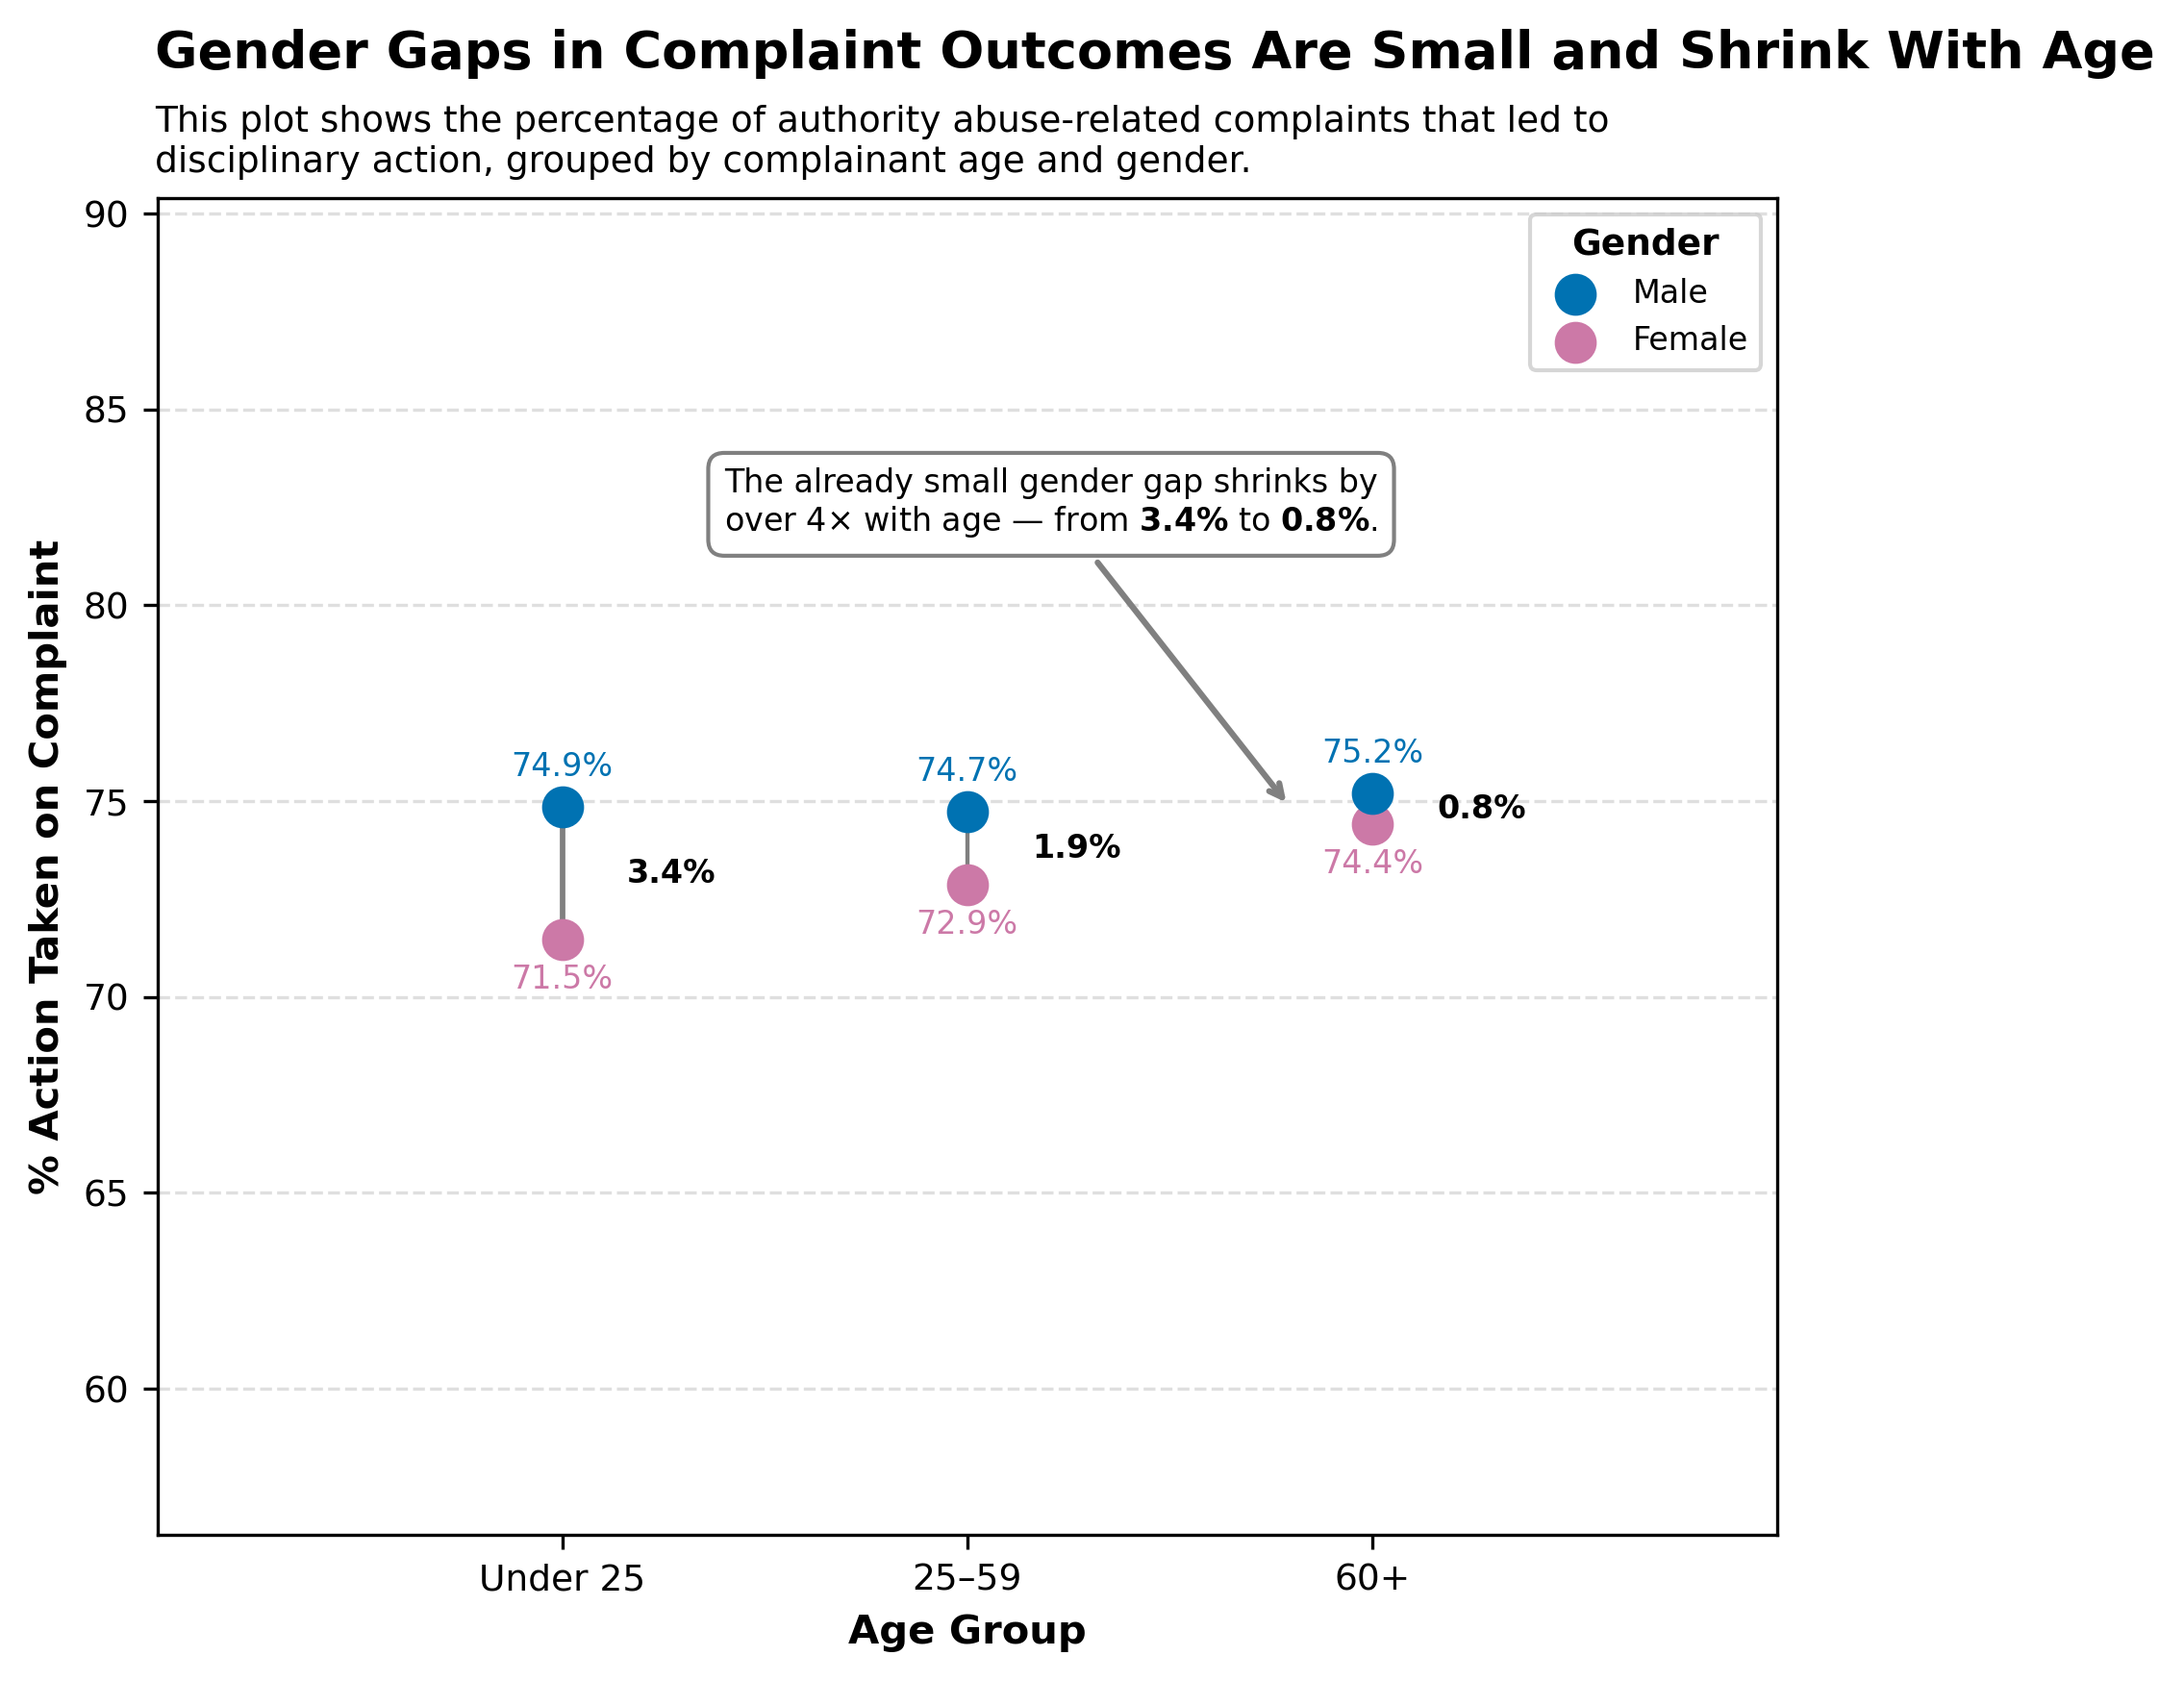 Gender Gaps in Complaint Outcomes Are Small and Shrink With Age
This plot shows the percentage of authority abuse-related complaints that led to
disciplinary action, grouped by complainant age and gender.
% Action Taken on Complaint
90
85
80
75
70
65
60
Gender
Male
Female
The already small gender gap shrinks by
over 4× with age — from 3.4% to 0.8%.
74.9%
3.4%
71.5%
74.7%
1.9%
72.9%
75.2%
0.8%
74.4%
Under 25
25–59
60+
Age Group